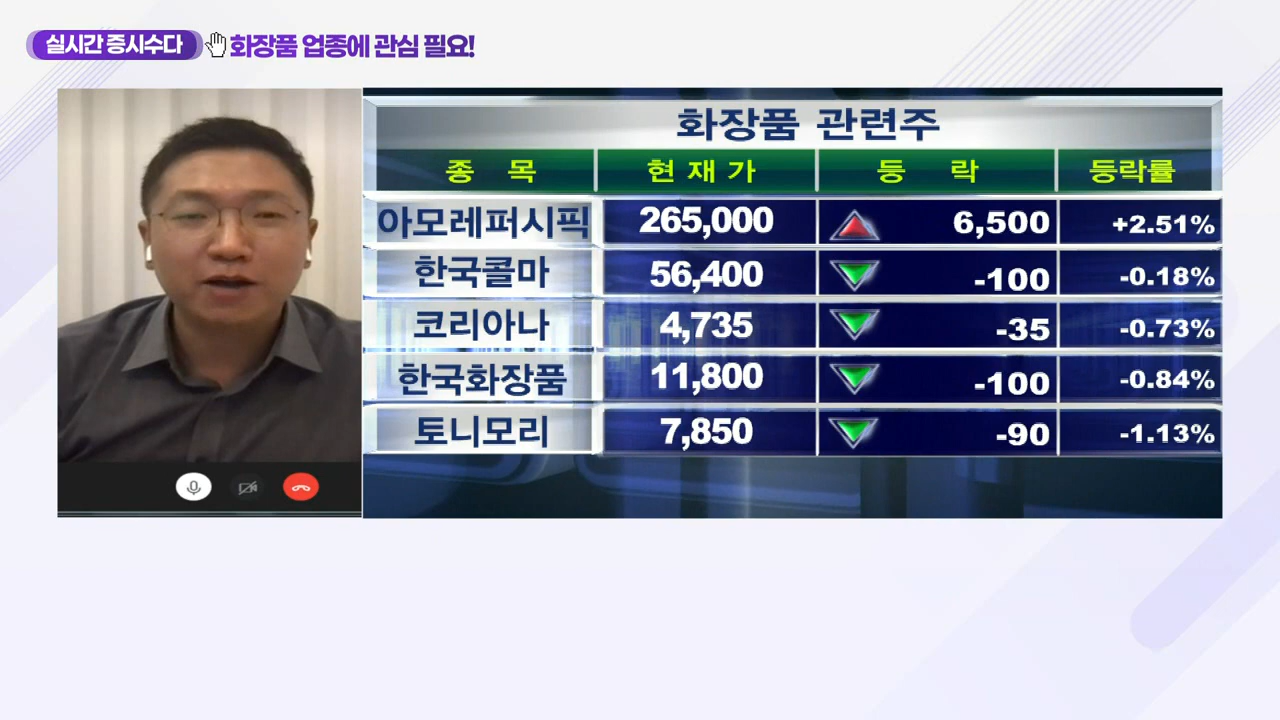 실시간 증시수다 화장품 업종에 관심 필요!
화장품 관련주
종 목 현 재 가 등 락 등락률
아모레퍼시픽 265,000 6,500 +2.51%
한국콜마 56,400 -100 -0.18%
코리아나 4,735 -35 -0.73%
한국화장품 11,800 -100 -0.84%
토니모리 7,850 -90 -1.13%